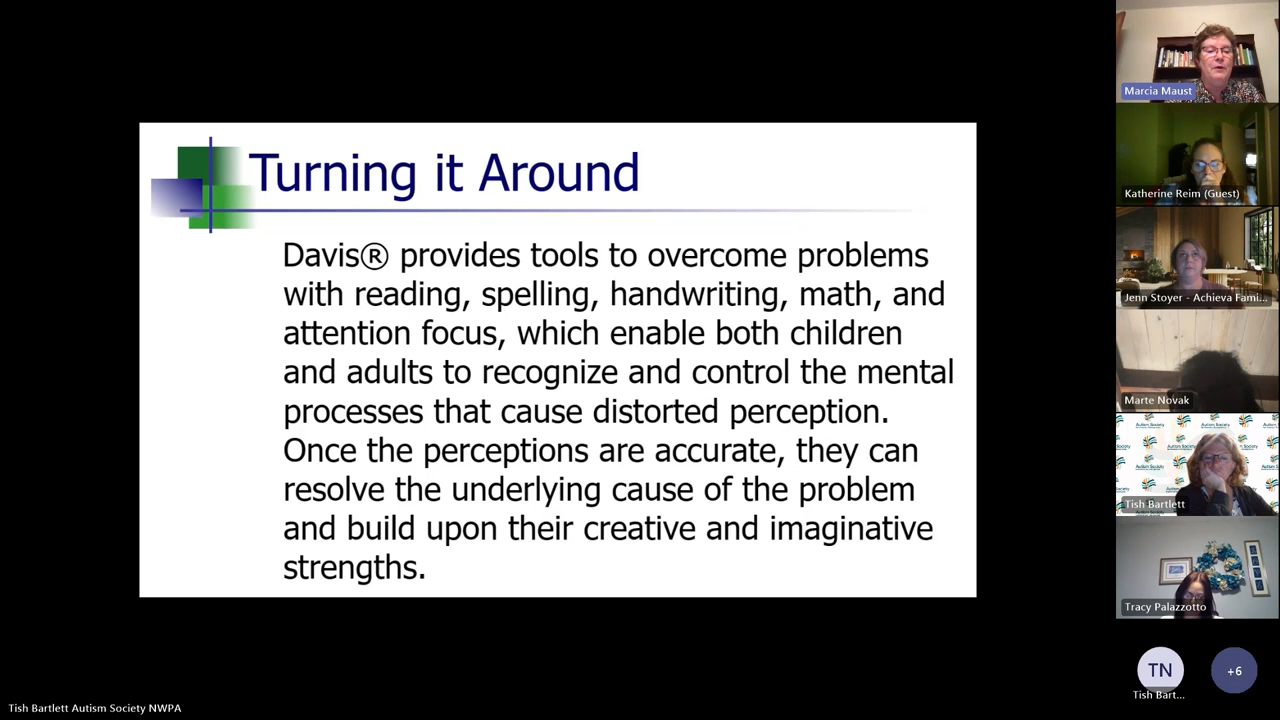 Turning it Around
Davis® provides tools to overcome problems
with reading, spelling, handwriting, math, and
attention focus, which enable both children
and adults to recognize and control the mental
processes that cause distorted perception.
Once the perceptions are accurate, they can
resolve the underlying cause of the problem
and build upon their creative and imaginative
strengths.
Marcia Maust
Katherine Reim (Guest)
Jenn Stoyer - Achieva Fami...
Marte Novak
Autism Society
Tish Bartlett
Tracy Palazzotto
TN
+6
Tish Bart...
Tish Bartlett Autism Society NWPA